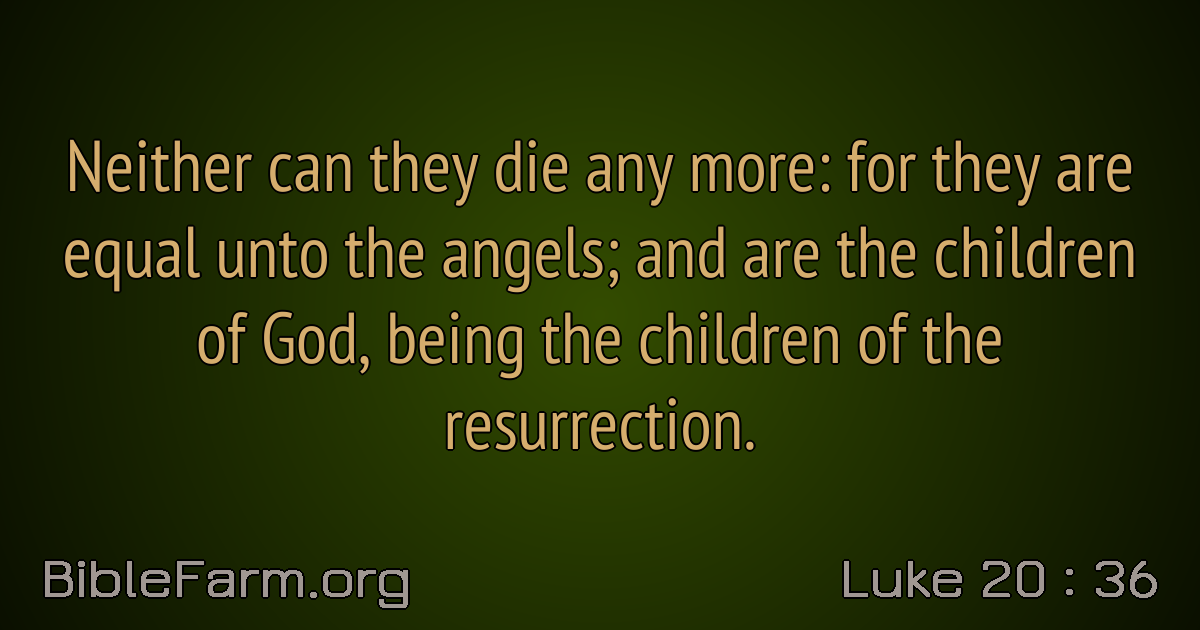 Neither can they die any more: for they are
equal unto the angels; and are the children
of God, being the children of the
resurrection.
BibleFarm.org
Luke 20 : 36